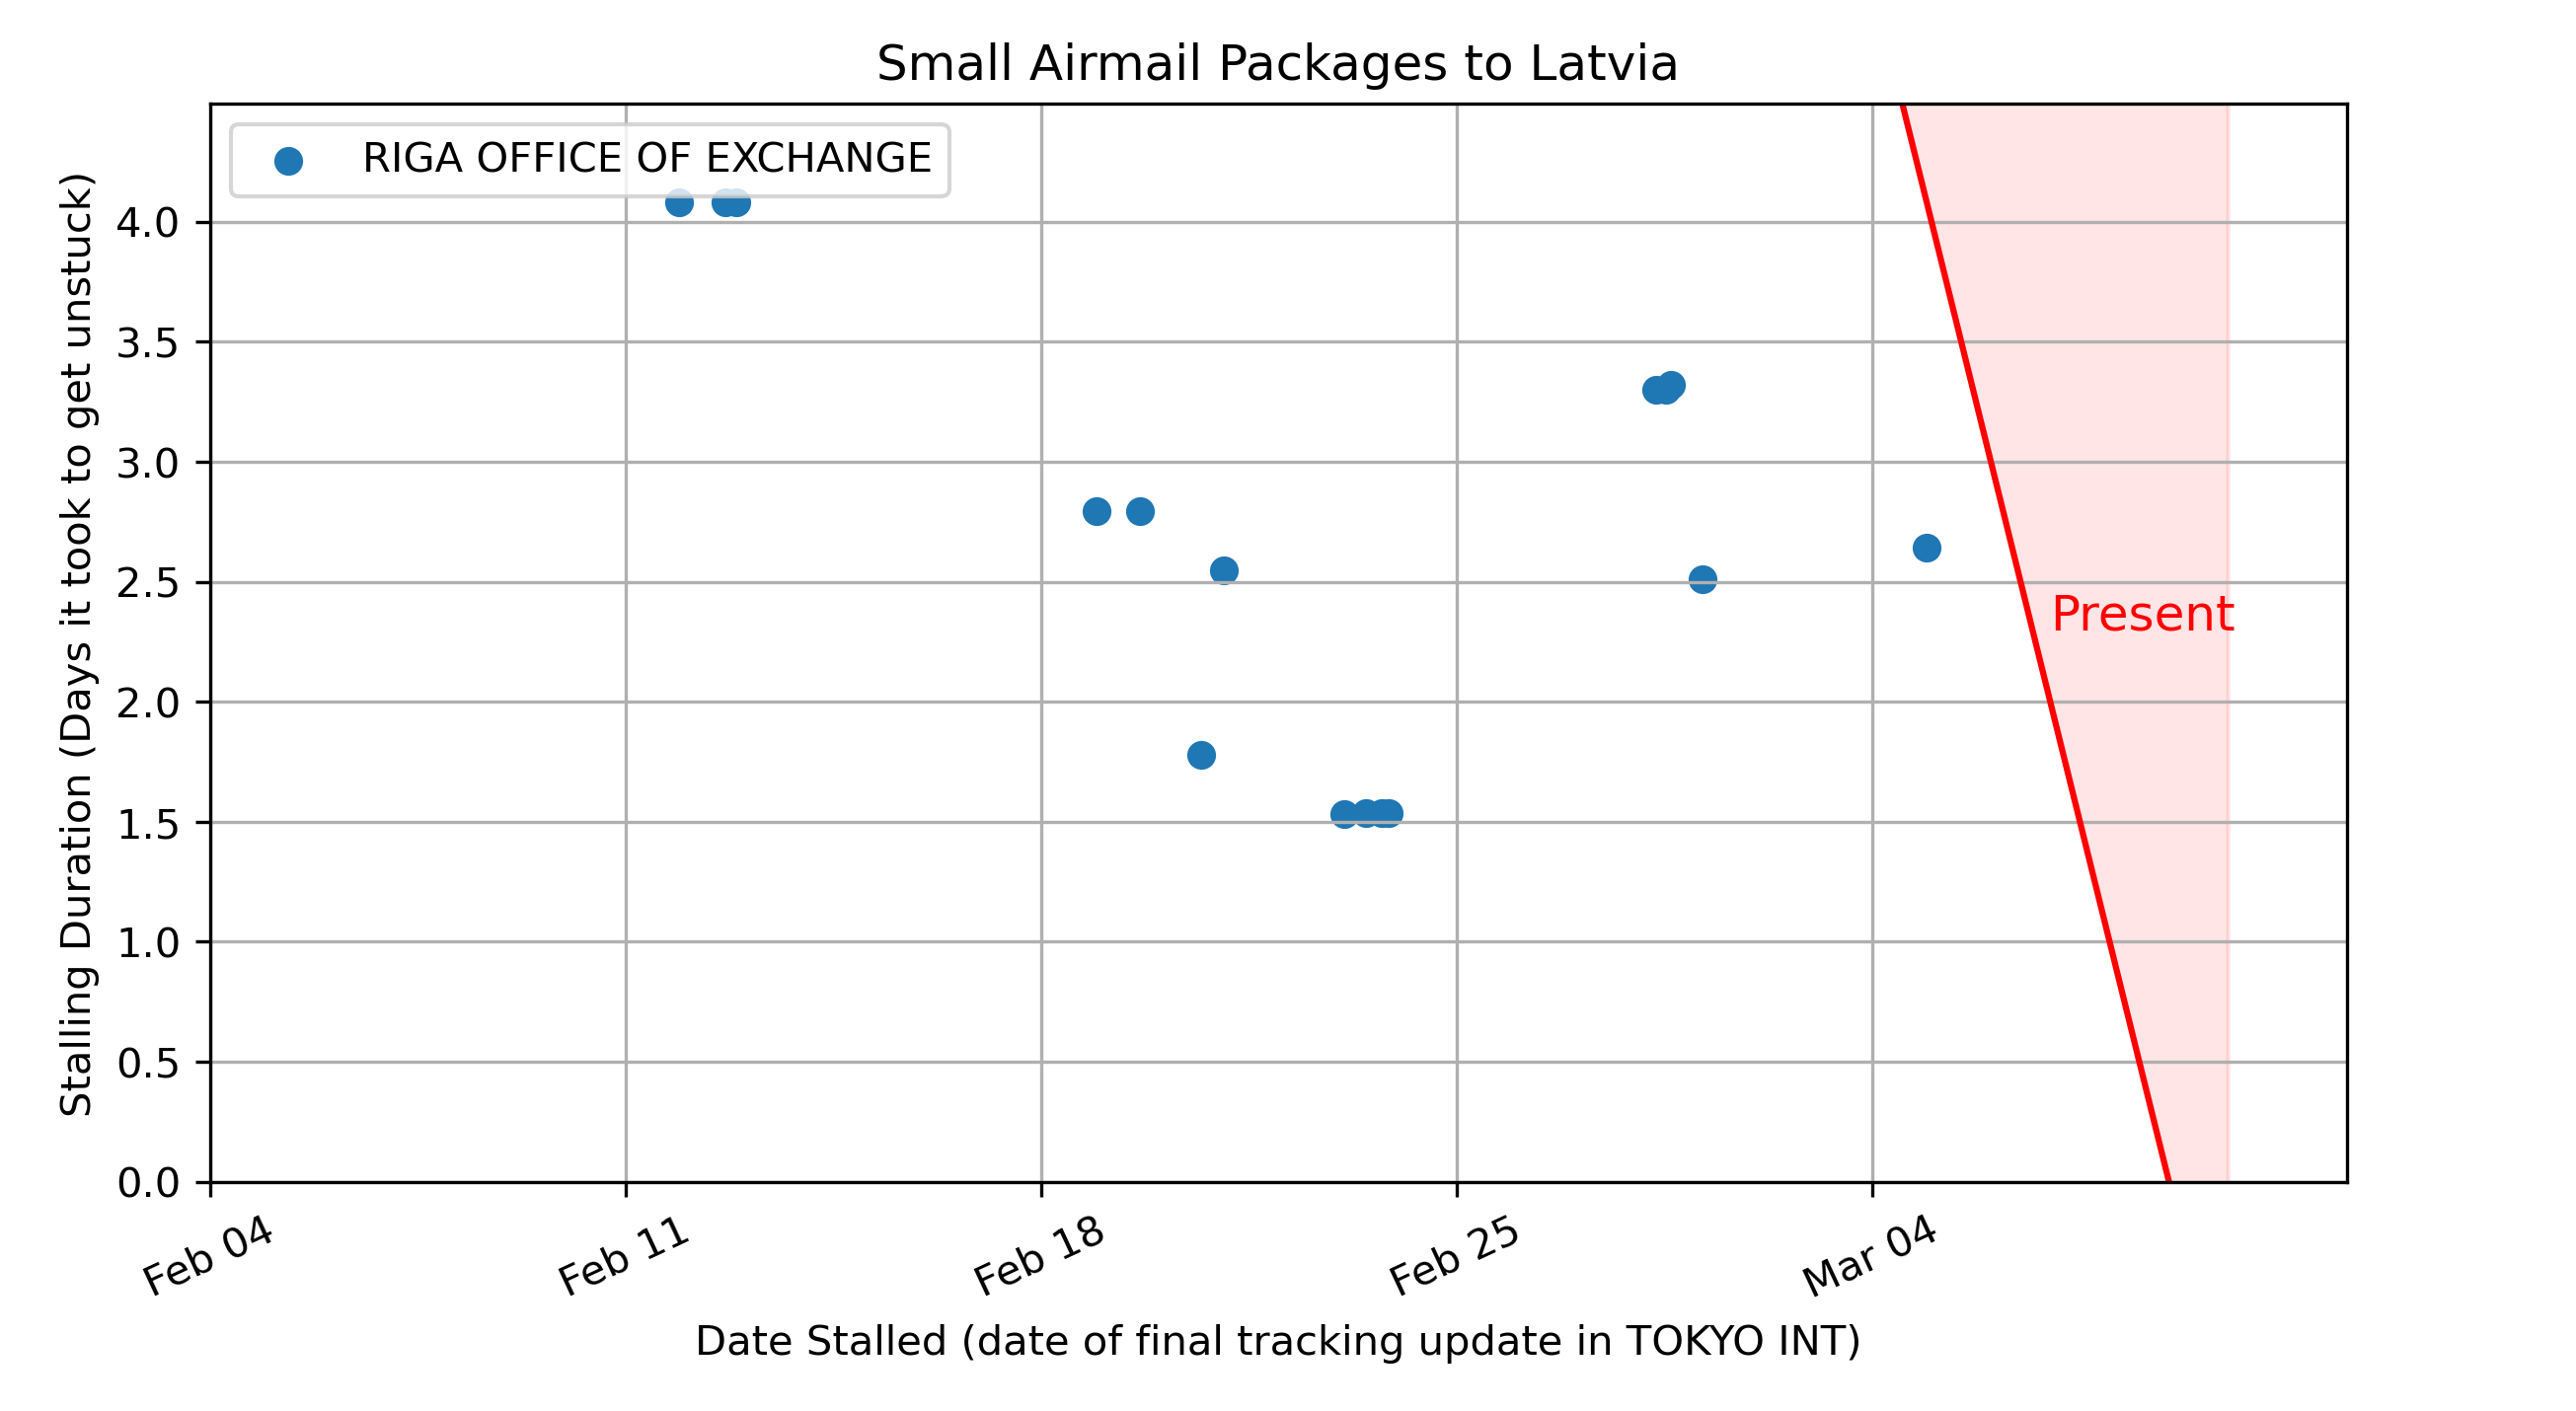 Small Airmail Packages to Latvia
RIGA OFFICE OF EXCHANGE
Stalling Duration (Days it took to get unstuck)
4.0
3.5
3.0
2.5
2.0
1.5
1.0
0.5
0.0
Present
Feb 04
Feb 11
Feb 18
Feb 25
Mar 04
Date Stalled (date of final tracking update in TOKYO INT)